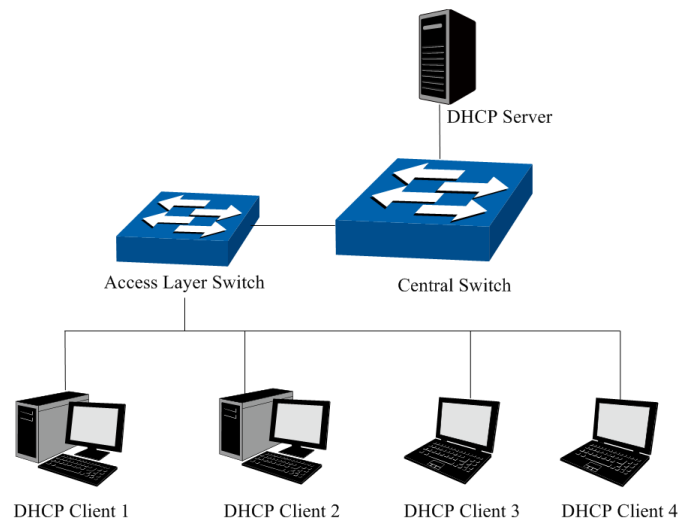 DHCP Server
Access Layer Switch
Central Switch
DHCP Client 1
DHCP Client 2
DHCP Client 3
DHCP Client 4